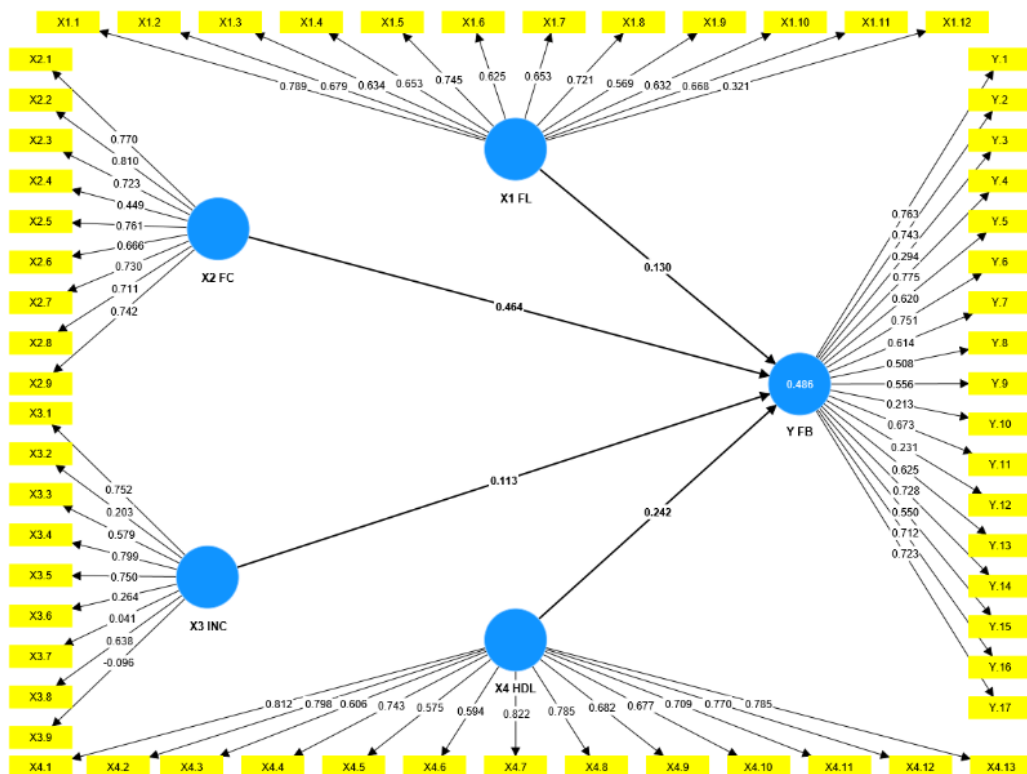 X1.1 X1.2 X1.3 X1.4 X1.5 X1.6 X1.7 X1.8 X1.9 X1.10 X1.11 X1.12
0.789 0.679 0.634 0.653 0.745 0.625 0.653 0.721 0.569 0.632 0.668 0.321
X1 FL
X2.1
X2.2
X2.3
X2.4
X2.5
X2.6
X2.7
X2.8
X2.9
0.770
0.810
0.723
0.449
0.761
0.666
0.730
0.711
0.742
X2 FC
0.130
0.464
Y.1
Y.2
Y.3
Y.4
Y.5
Y.6
Y.7
Y.8
Y.9
Y.10
Y.11
Y.12
Y.13
Y.14
Y.15
Y.16
Y.17
0.763
0.743
0.294
0.775
0.620
0.751
0.614
0.508
0.556
0.213
0.673
0.231
0.625
0.728
0.550
0.712
0.723
0.486
Y FB
X3.1
X3.2
X3.3
X3.4
X3.5
X3.6
X3.7
X3.8
X3.9
0.752
0.203
0.579
0.799
0.750
0.264
0.041
0.638
-0.096
X3 INC
0.113
0.242
X4 HDL
0.812 0.798 0.606 0.743 0.575 0.594 0.822 0.785 0.682 0.677 0.709 0.770 0.785
X4.1 X4.2 X4.3 X4.4 X4.5 X4.6 X4.7 X4.8 X4.9 X4.10 X4.11 X4.12 X4.13